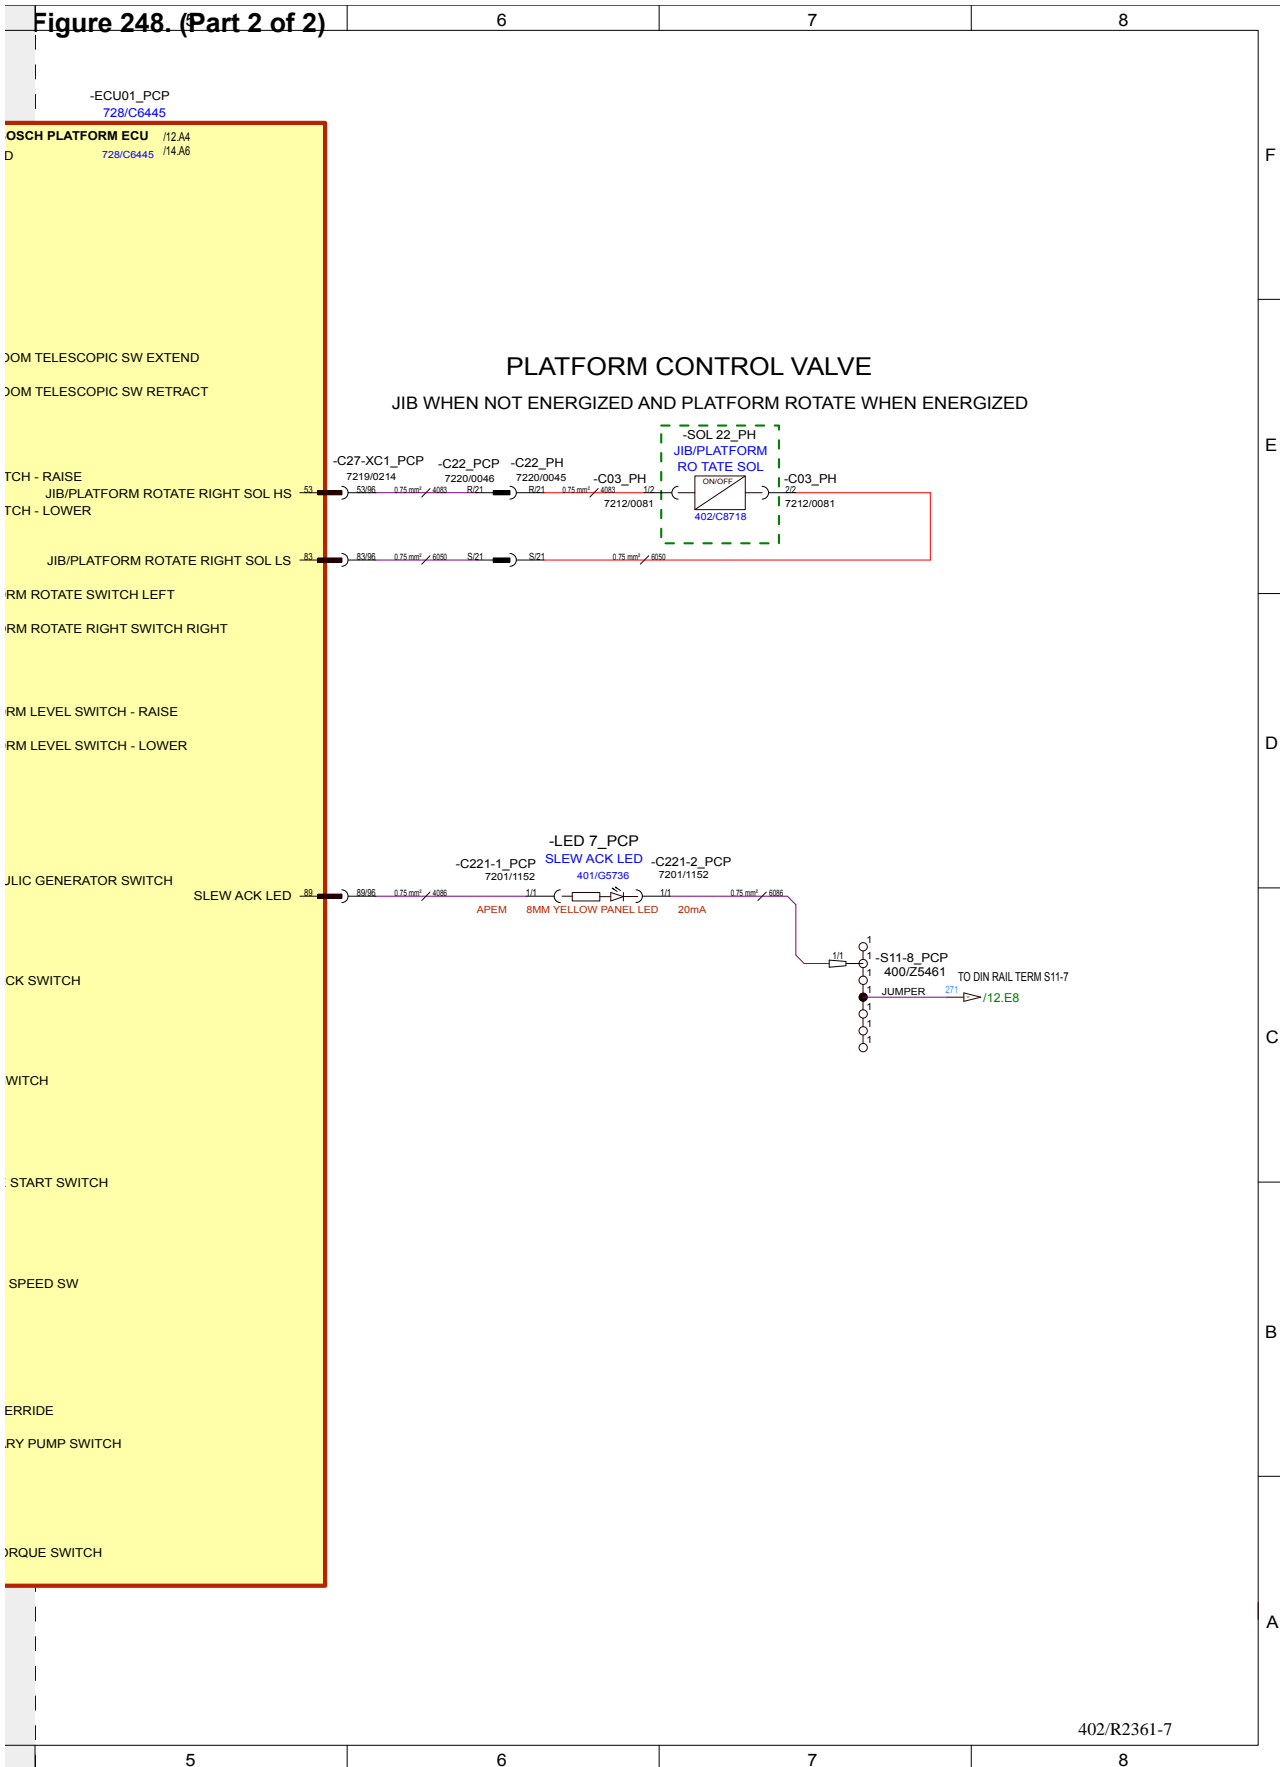 Figure 248. (Part 2 of 2)
5
6
7
8
-ECU01_PCP
728/C6445
OSCH PLATFORM ECU /12.A4
D 728/C6445 /14.A6
F
OOM TELESCOPIC SW EXTEND
OOM TELESCOPIC SW RETRACT
PLATFORM CONTROL VALVE
JIB WHEN NOT ENERGIZED AND PLATFORM ROTATE WHEN ENERGIZED
E
-SOL 22_PH
JIB/PLATFORM
RO TATE SOL
ON/OFF
402/C8718
-C27-XC1_PCP
7219/0214
-C22_PCP
7220/0046
-C22_PH
7220/0045
-C03_PH
7212/0081
-C03_PH
7212/0081
TCH - RAISE
JIB/PLATFORM ROTATE RIGHT SOL HS 53 53/96 0.75 mm² 4083 R/21 R/21 0.75 mm² 4083 1/2 2/2
TCH - LOWER
JIB/PLATFORM ROTATE RIGHT SOL LS 83 83/96 0.75 mm² 6050 S/21 S/21 0.75 mm² 6050
RM ROTATE SWITCH LEFT
RM ROTATE RIGHT SWITCH RIGHT
RM LEVEL SWITCH - RAISE
RM LEVEL SWITCH - LOWER
D
-LED 7_PCP
SLEW ACK LED
401/G5736
-C221-1_PCP
7201/1152
-C221-2_PCP
7201/1152
ULIC GENERATOR SWITCH
SLEW ACK LED 89 89/96 0.75 mm² 4086 1/1 1/1 0.75 mm² 6086
APEM 8MM YELLOW PANEL LED 20mA
1
1/1 1 -S11-8_PCP
400/Z5461
CK SWITCH
1
TO DIN RAIL TERM S11-7
1 JUMPER 271 /12.E8
1
1
1
C
WITCH
START SWITCH
SPEED SW
B
ERRIDE
ARY PUMP SWITCH
ORQUE SWITCH
A
402/R2361-7
5
6
7
8